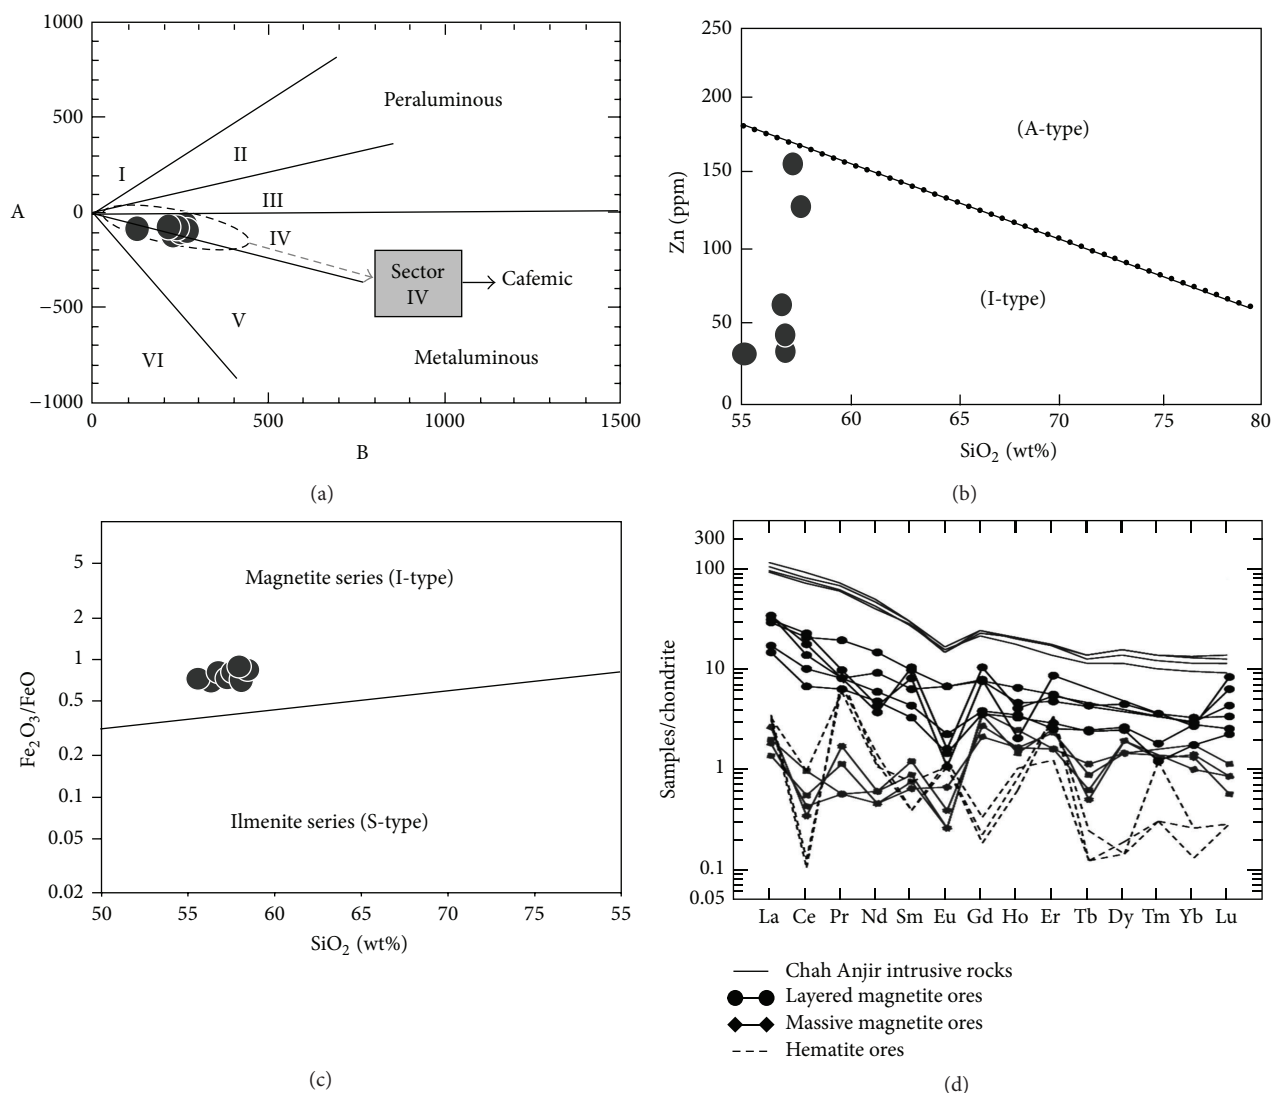 1000
500
0
−500
−1000
A
I
II
III
IV
V
VI
Peraluminous
Sector
IV
Cafemic
Metaluminous
0
500
1000
1500
B
(a)
250
200
150
100
50
0
Zn (ppm)
(A-type)
(I-type)
55
60
65
70
75
80
SiO2 (wt%)
(b)
5
2
1
0.5
0.2
0.1
0.05
0.02
Fe2O3/FeO
Magnetite series (I-type)
Ilmenite series (S-type)
50
55
60
65
70
75
55
SiO2 (wt%)
(c)
300
100
10
1
0.1
0.05
Samples/chondrite
La Ce Pr Nd Sm Eu Gd Ho Er Tb Dy Tm Yb Lu
Chah Anjir intrusive rocks
Layered magnetite ores
Massive magnetite ores
Hematite ores
(d)